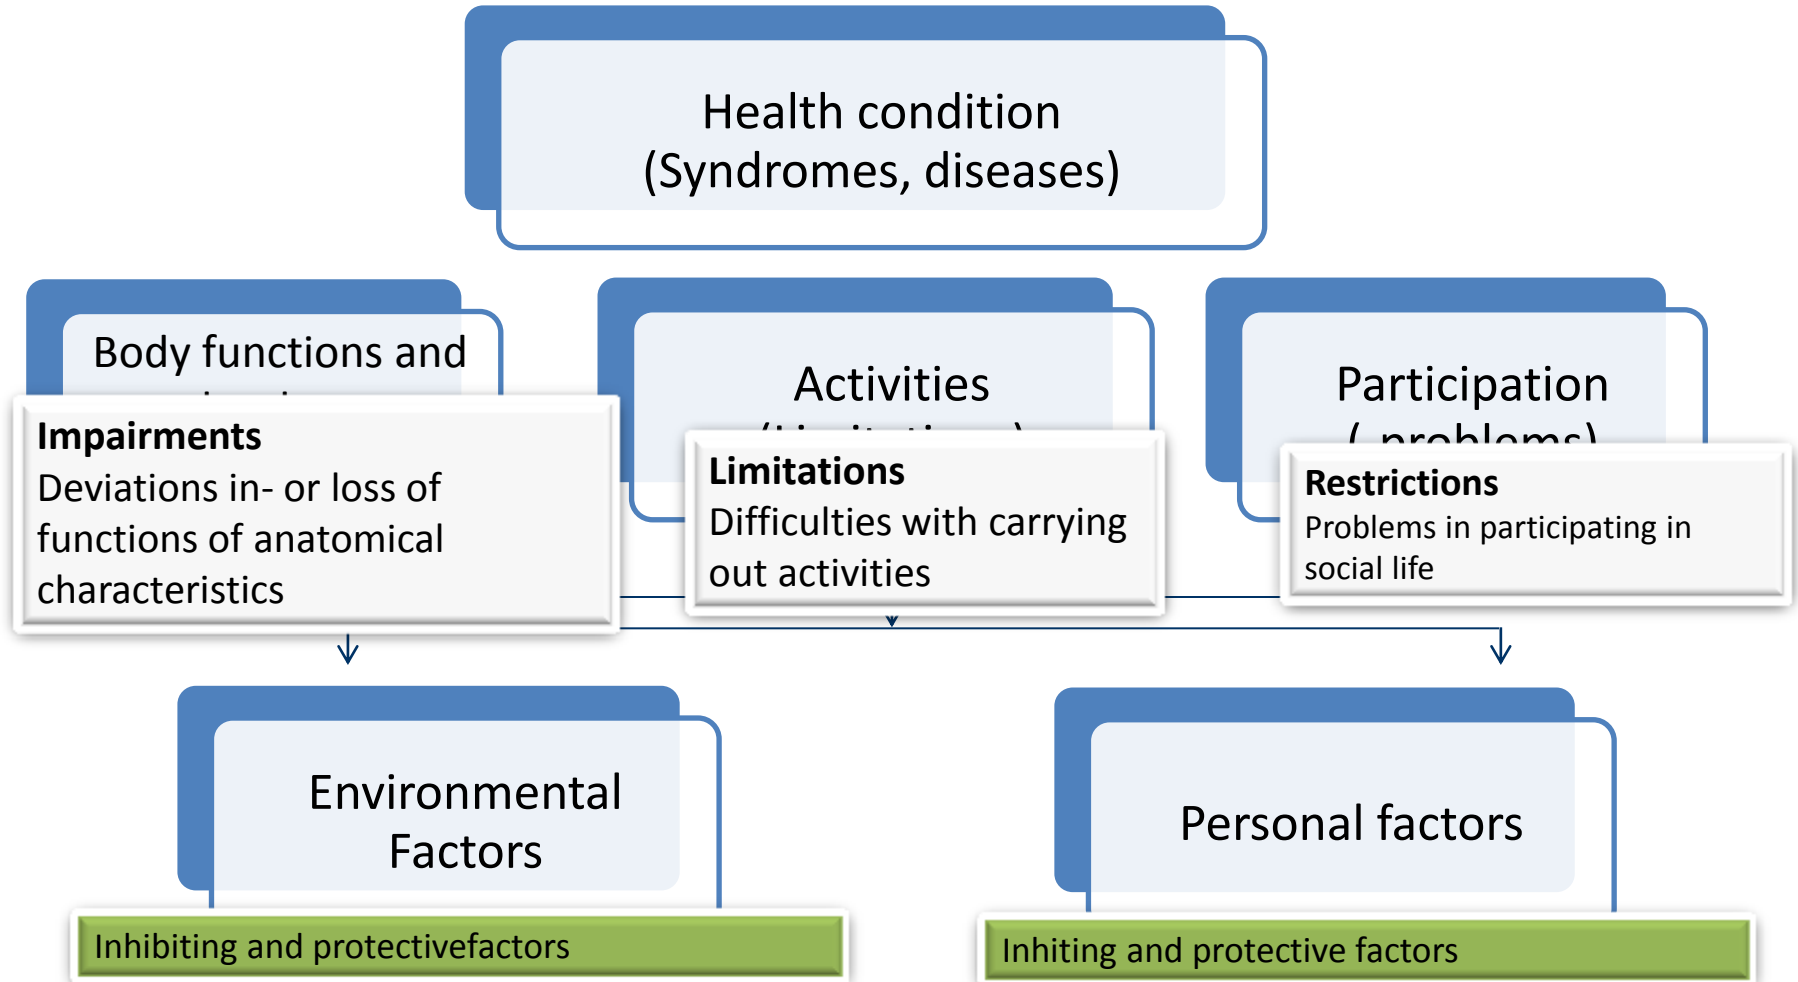 Health condition
(Syndromes, diseases)
Body functions and
Activities
Participation
(-problems)
Impairments
Deviations in- or loss of
functions of anatomical
characteristics
Limitations
Difficulties with carrying
out activities
Restrictions
Problems in participating in
social life
Environmental
Factors
Personal factors
Inhibiting and protectivefactors
Inhiting and protective factors